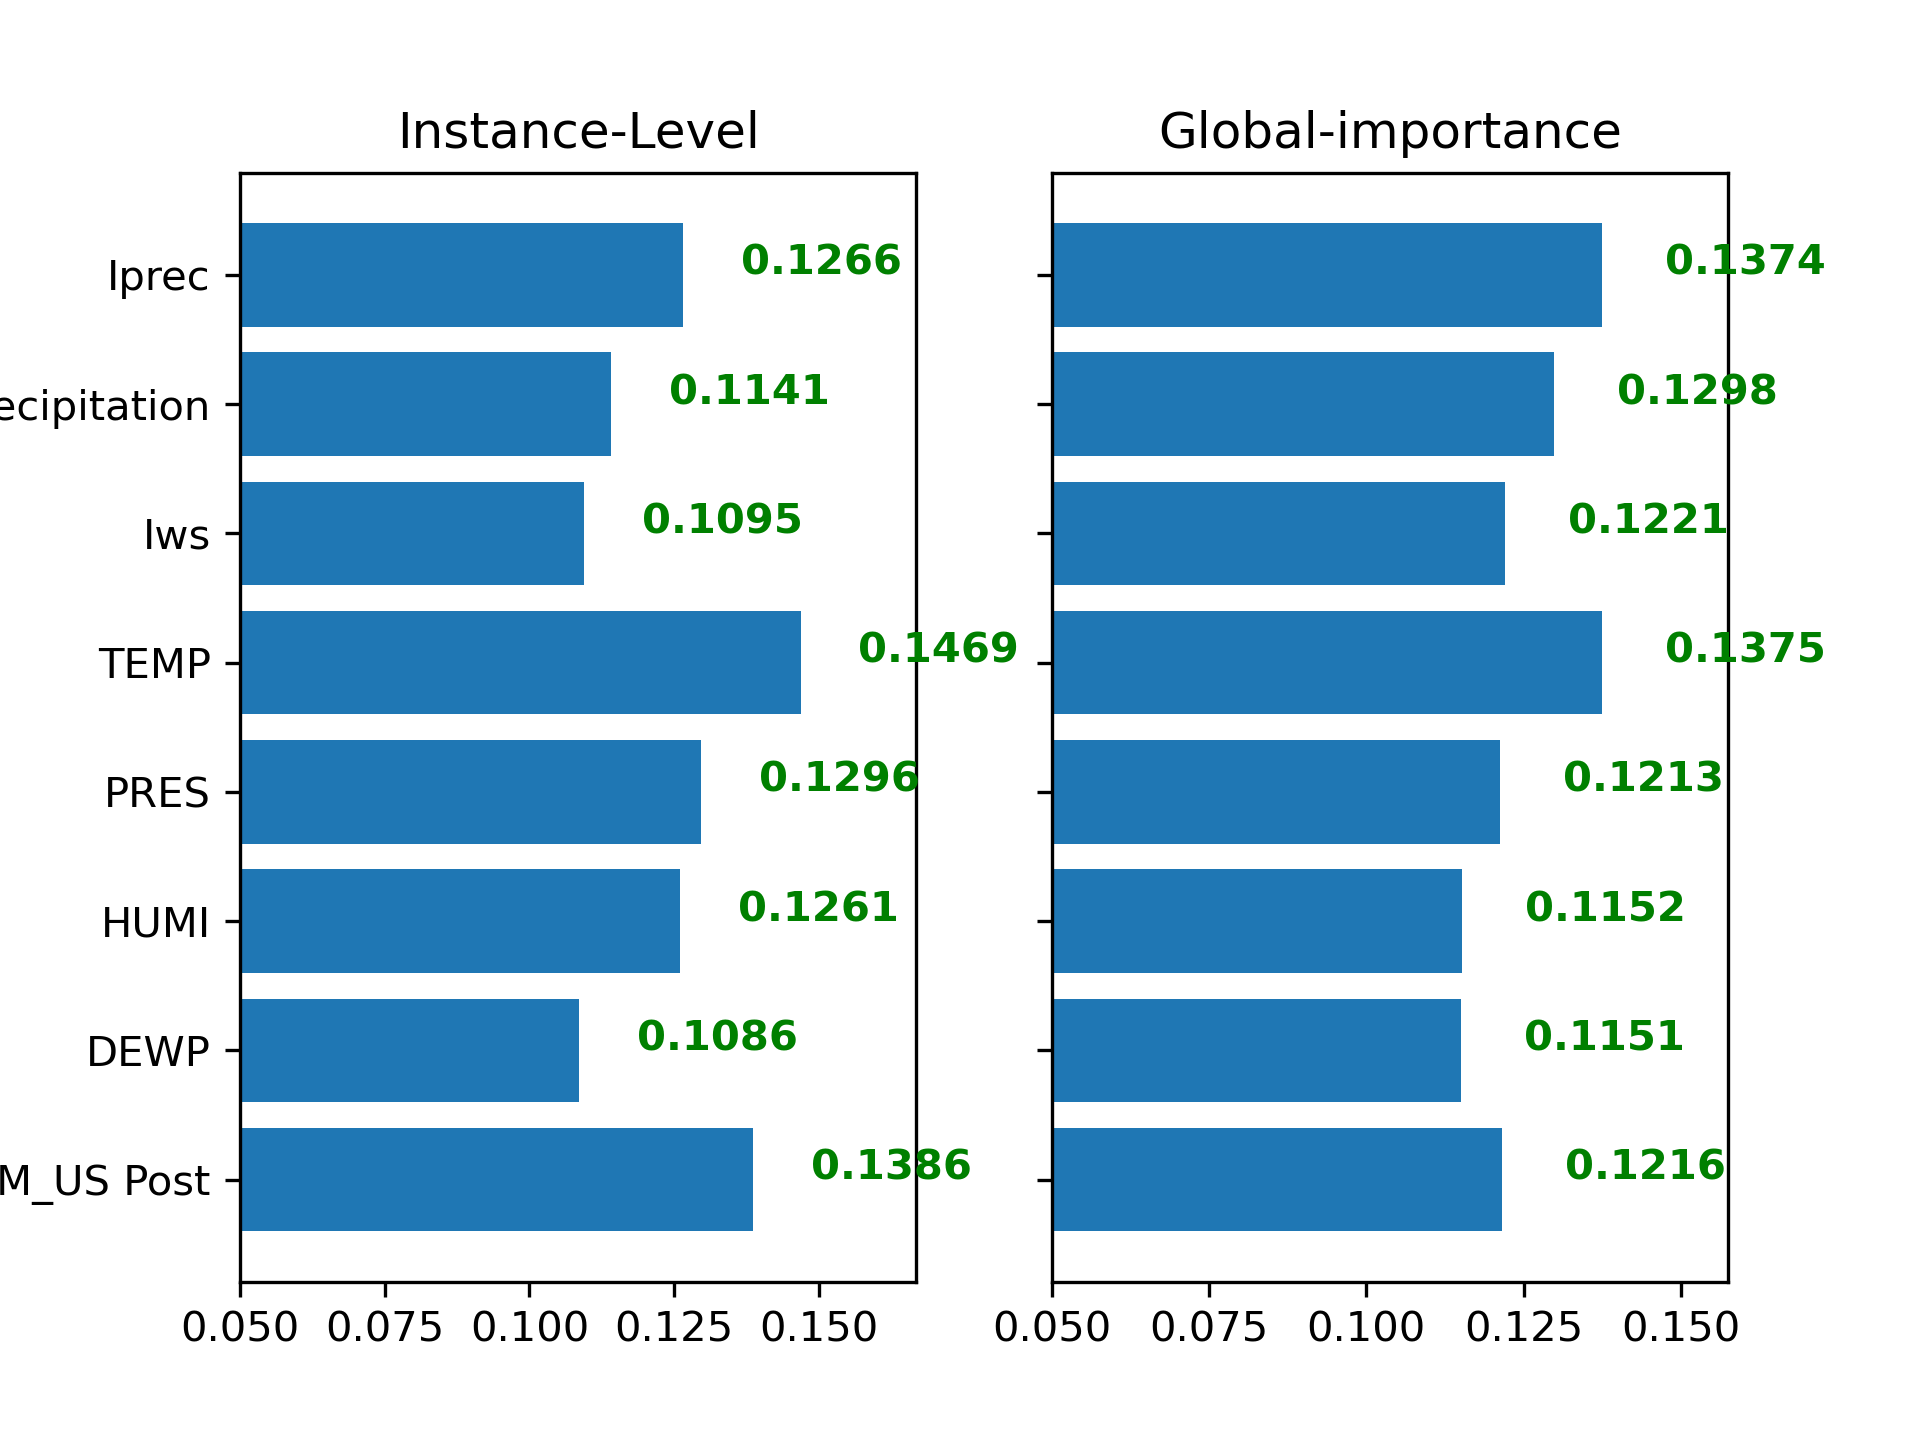 Instance-Level
Global-importance
Iprec 0.1266 0.1374
ecipitation 0.1141 0.1298
Iws 0.1095 0.1221
TEMP 0.1469 0.1375
PRES 0.1296 0.1213
HUMI 0.1261 0.1152
DEWP 0.1086 0.1151
M_US Post 0.1386 0.1216
0.050 0.075 0.100 0.125 0.150
0.050 0.075 0.100 0.125 0.150